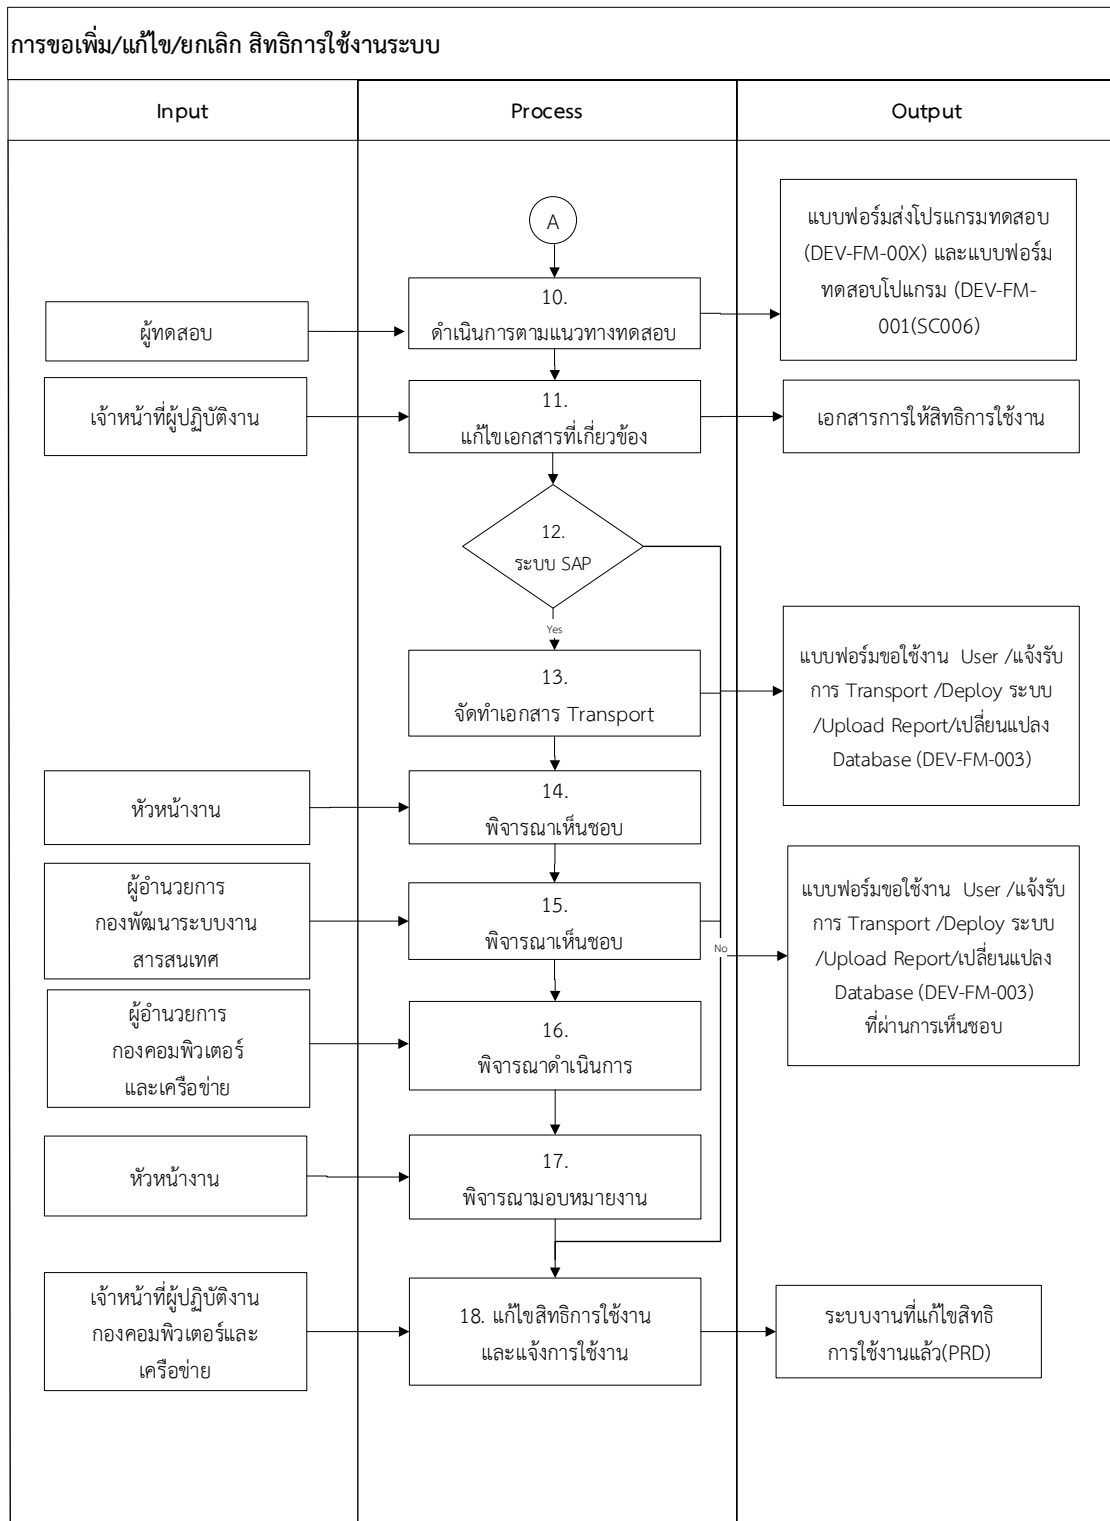 การขอเพิ่ม/แก้ไข/ยกเลิก สิทธิการใช้งานระบบ
Input
Process
Output
A
แบบฟอร์มส่งโปรแกรมทดสอบ
(DEV-FM-00X) และแบบฟอร์ม
ทดสอบโปแกรม (DEV-FM-
001(SC006)
ผู้ทดสอบ
10.
ดำเนินการตามแนวทางทดสอบ
เจ้าหน้าที่ผู้ปฏิบัติงาน
11.
แก้ไขเอกสารที่เกี่ยวข้อง
เอกสารการให้สิทธิการใช้งาน
12.
ระบบ SAP
Yes
13.
จัดทำเอกสาร Transport
แบบฟอร์มขอใช้งาน User /แจ้งรับ
การ Transport /Deploy ระบบ
/Upload Report/เปลี่ยนแปลง
Database (DEV-FM-003)
หัวหน้างาน
14.
พิจารณาเห็นชอบ
ผู้อำนวยการ
กองพัฒนาระบบงาน
สารสนเทศ
15.
พิจารณาเห็นชอบ
No
แบบฟอร์มขอใช้งาน User /แจ้งรับ
การ Transport /Deploy ระบบ
/Upload Report/เปลี่ยนแปลง
Database (DEV-FM-003)
ที่ผ่านการเห็นชอบ
ผู้อำนวยการ
กองคอมพิวเตอร์
และเครือข่าย
16.
พิจารณาดำเนินการ
หัวหน้างาน
17.
พิจารณามอบหมายงาน
เจ้าหน้าที่ผู้ปฏิบัติงาน
กองคอมพิวเตอร์และ
เครือข่าย
18. แก้ไขสิทธิการใช้งาน
และแจ้งการใช้งาน
ระบบงานที่แก้ไขสิทธิ
การใช้งานแล้ว(PRD)